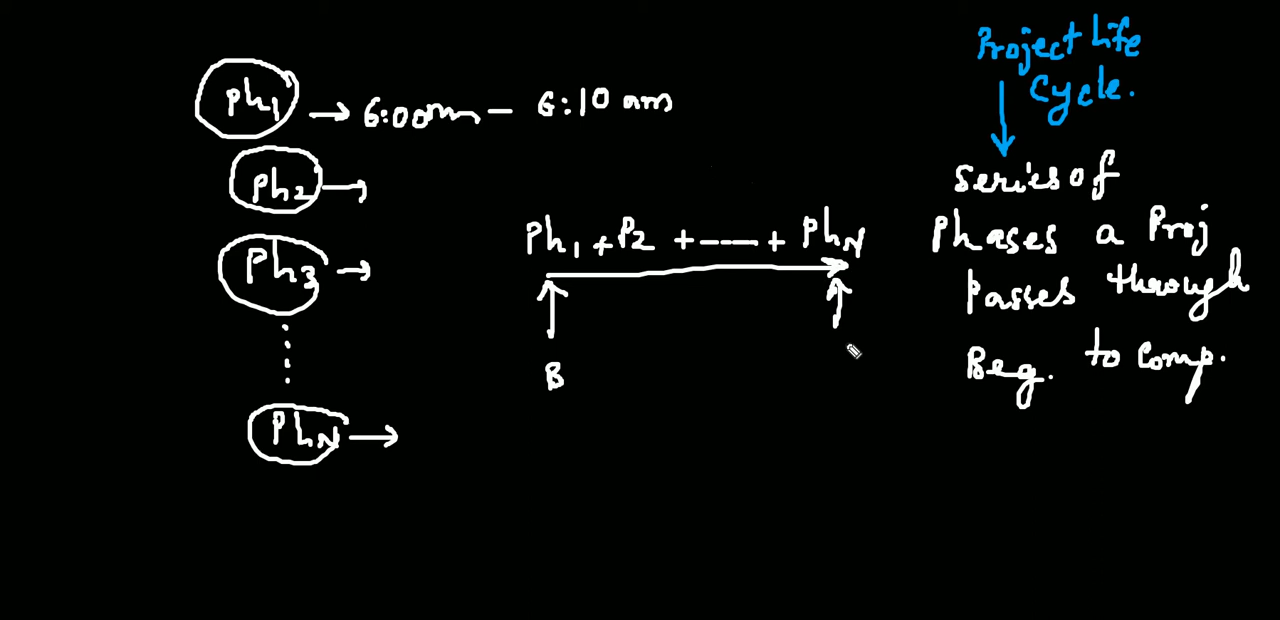 Ph1 → 6:00am – 6:10 am
Ph2 →
Ph3 →
PhN →
Ph1 + P2 + ---- + PhN
B
Project Life
Cycle.
Series of
Phases a Proj
Passes through
Beg. to Comp.